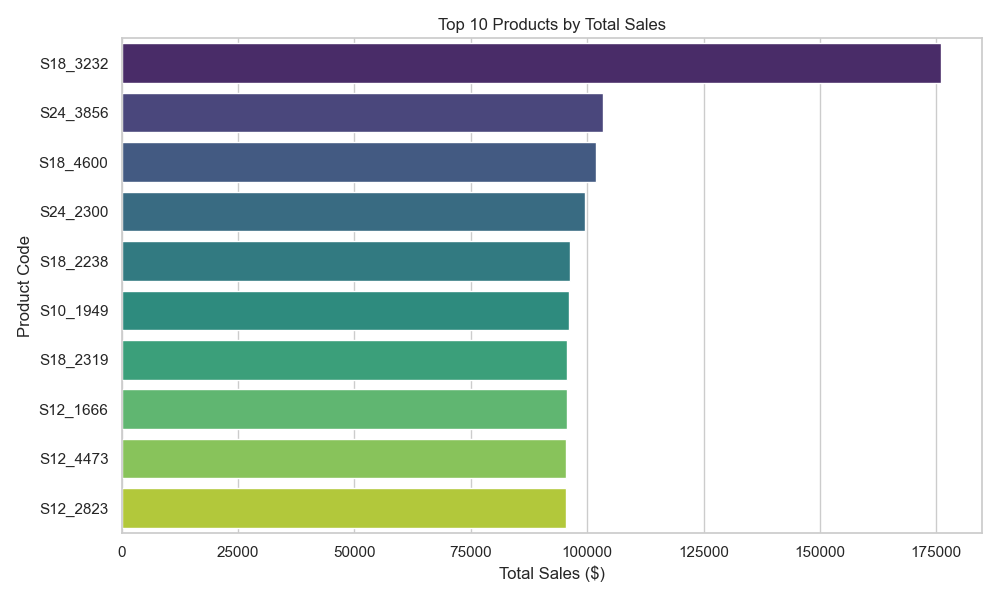 Top 10 Products by Total Sales
Product Code
S18_3232
S24_3856
S18_4600
S24_2300
S18_2238
S10_1949
S18_2319
S12_1666
S12_4473
S12_2823
0 25000 50000 75000 100000 125000 150000 175000
Total Sales ($)